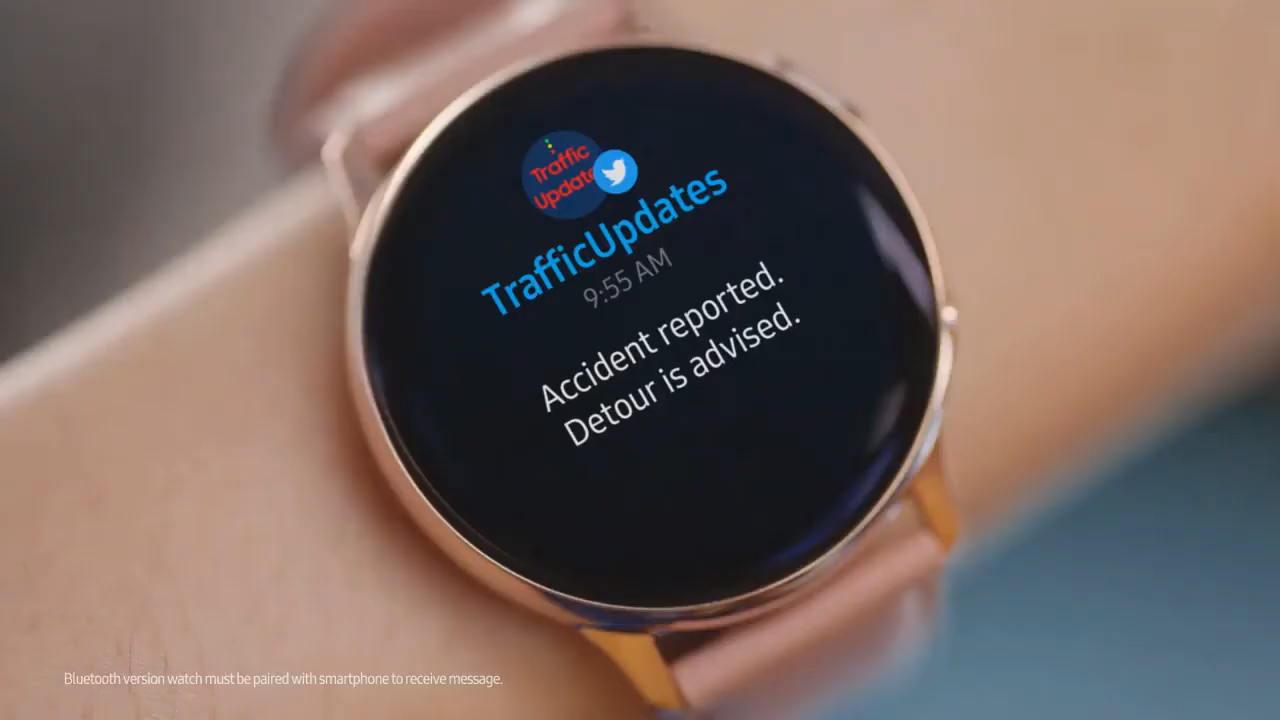 Traffic
Update
TrafficUpdates
9:55 AM
Accident reported.
Detour is advised.
Bluetooth version watch must be paired with smartphone to receive message.